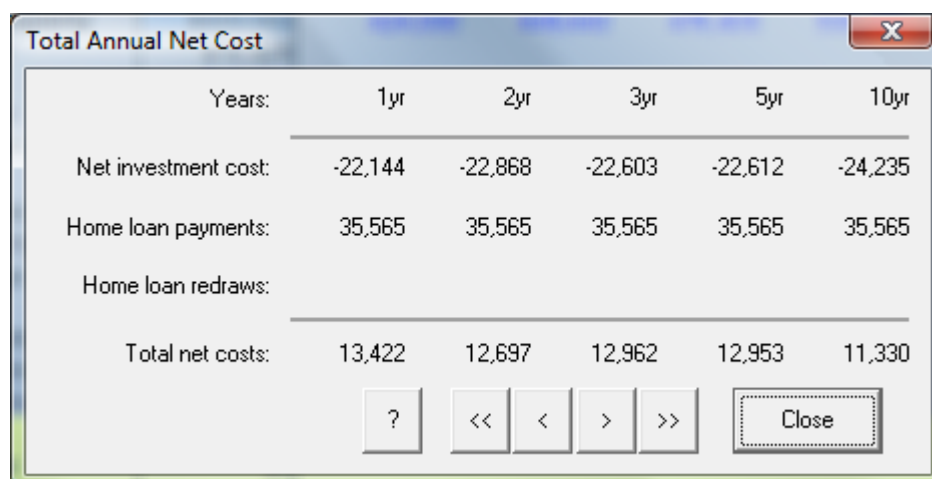 Total Annual Net Cost
Years: 1yr 2yr 3yr 5yr 10yr
Net investment cost: -22,144 -22,868 -22,603 -22,612 -24,235
Home loan payments: 35,565 35,565 35,565 35,565 35,565
Home loan redraws:
Total net costs: 13,422 12,697 12,962 12,953 11,330
? << < > >> Close